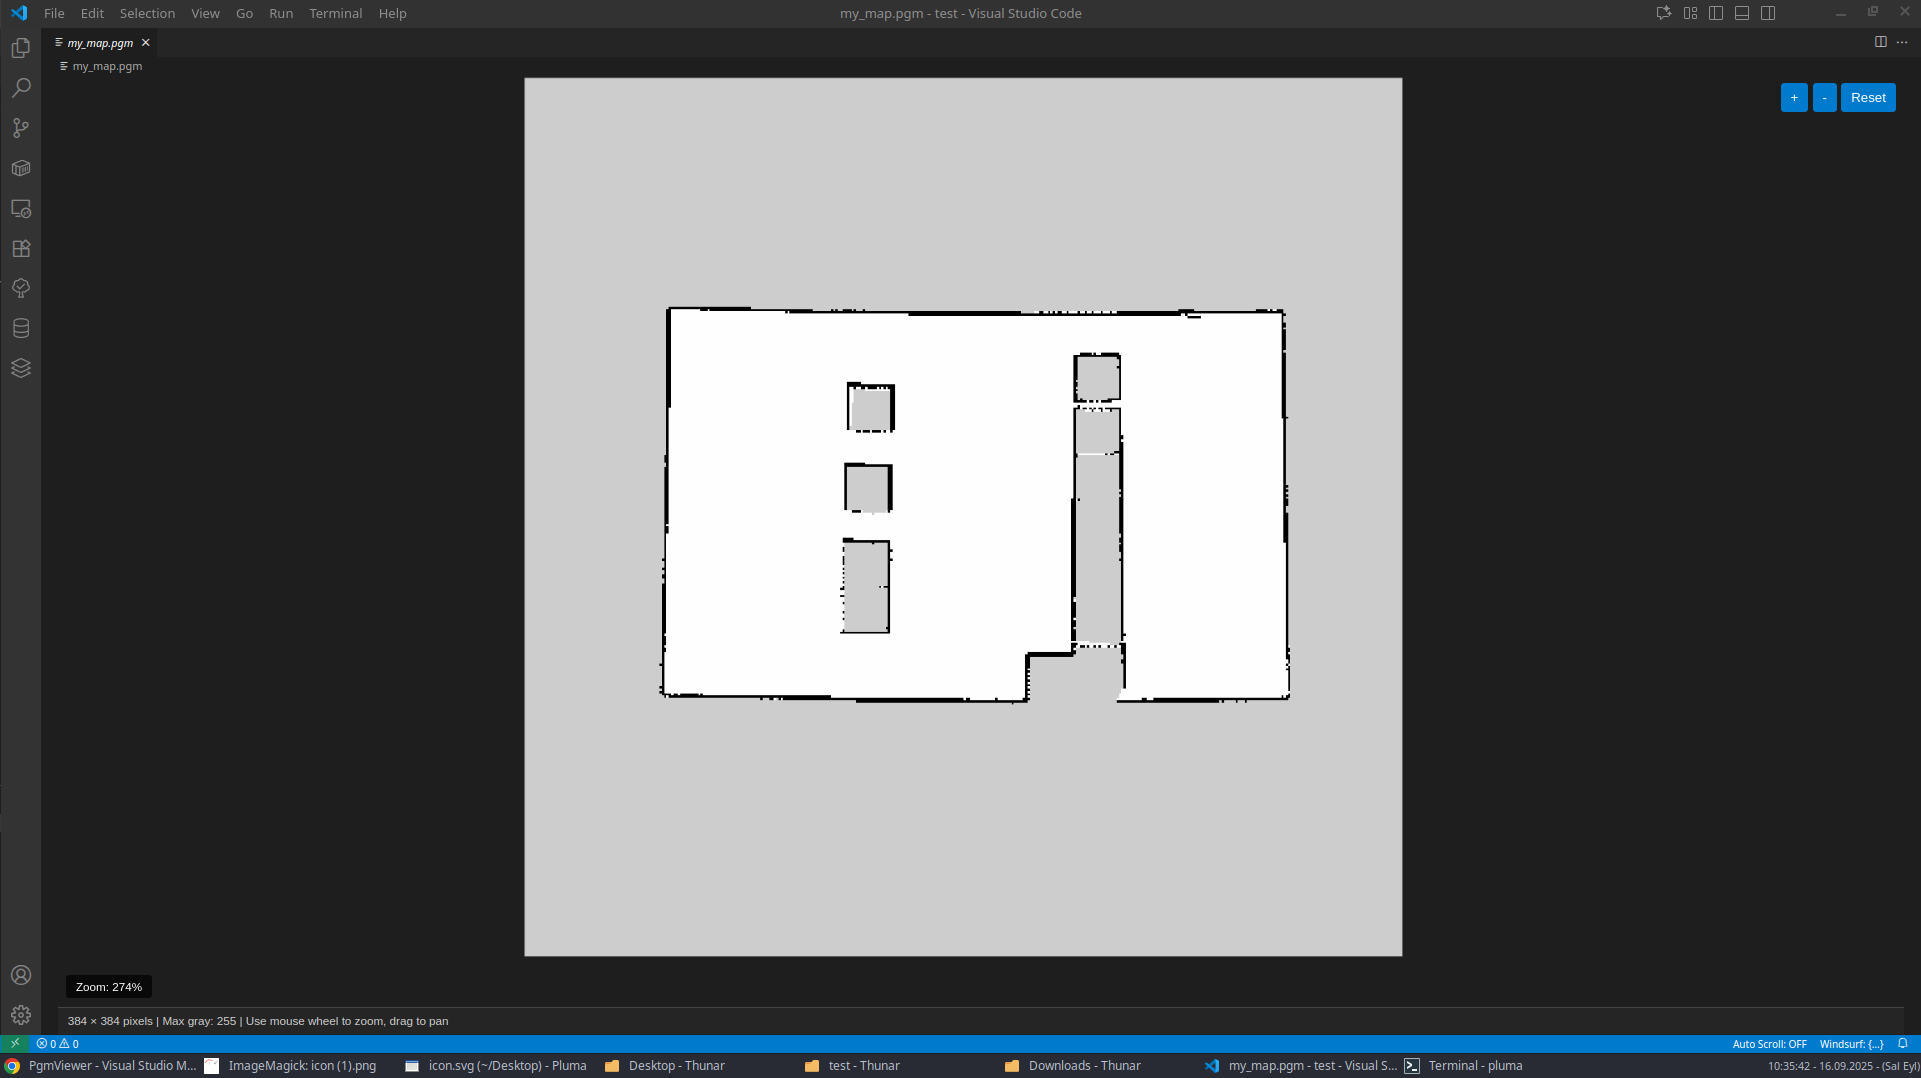 File Edit Selection View Go Run Terminal Help
my_map.pgm - test - Visual Studio Code
my_map.pgm
my_map.pgm
+ - Reset
Zoom: 274%
384 × 384 pixels | Max gray: 255 | Use mouse wheel to zoom, drag to pan
0 0
Auto Scroll: OFF Windsurf: {...}
PgmViewer - Visual Studio M... ImageMagick: icon (1).png icon.svg (~/Desktop) - Pluma Desktop - Thunar test - Thunar Downloads - Thunar my_map.pgm - test - Visual S... Terminal - pluma 10:35:42 - 16.09.2025 - (Sal Eyl)